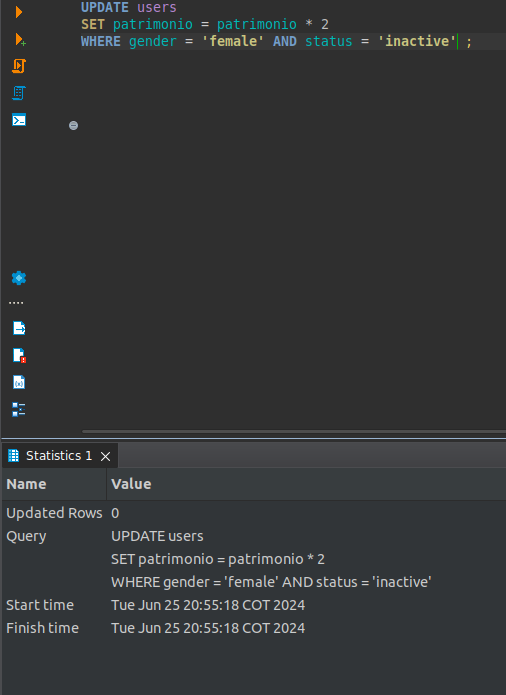 UPDATE users
SET patrimonio = patrimonio * 2
WHERE gender = 'female' AND status = 'inactive' ;
Statistics 1
Name Value
Updated Rows 0
Query UPDATE users
SET patrimonio = patrimonio * 2
WHERE gender = 'female' AND status = 'inactive'
Start time Tue Jun 25 20:55:18 COT 2024
Finish time Tue Jun 25 20:55:18 COT 2024